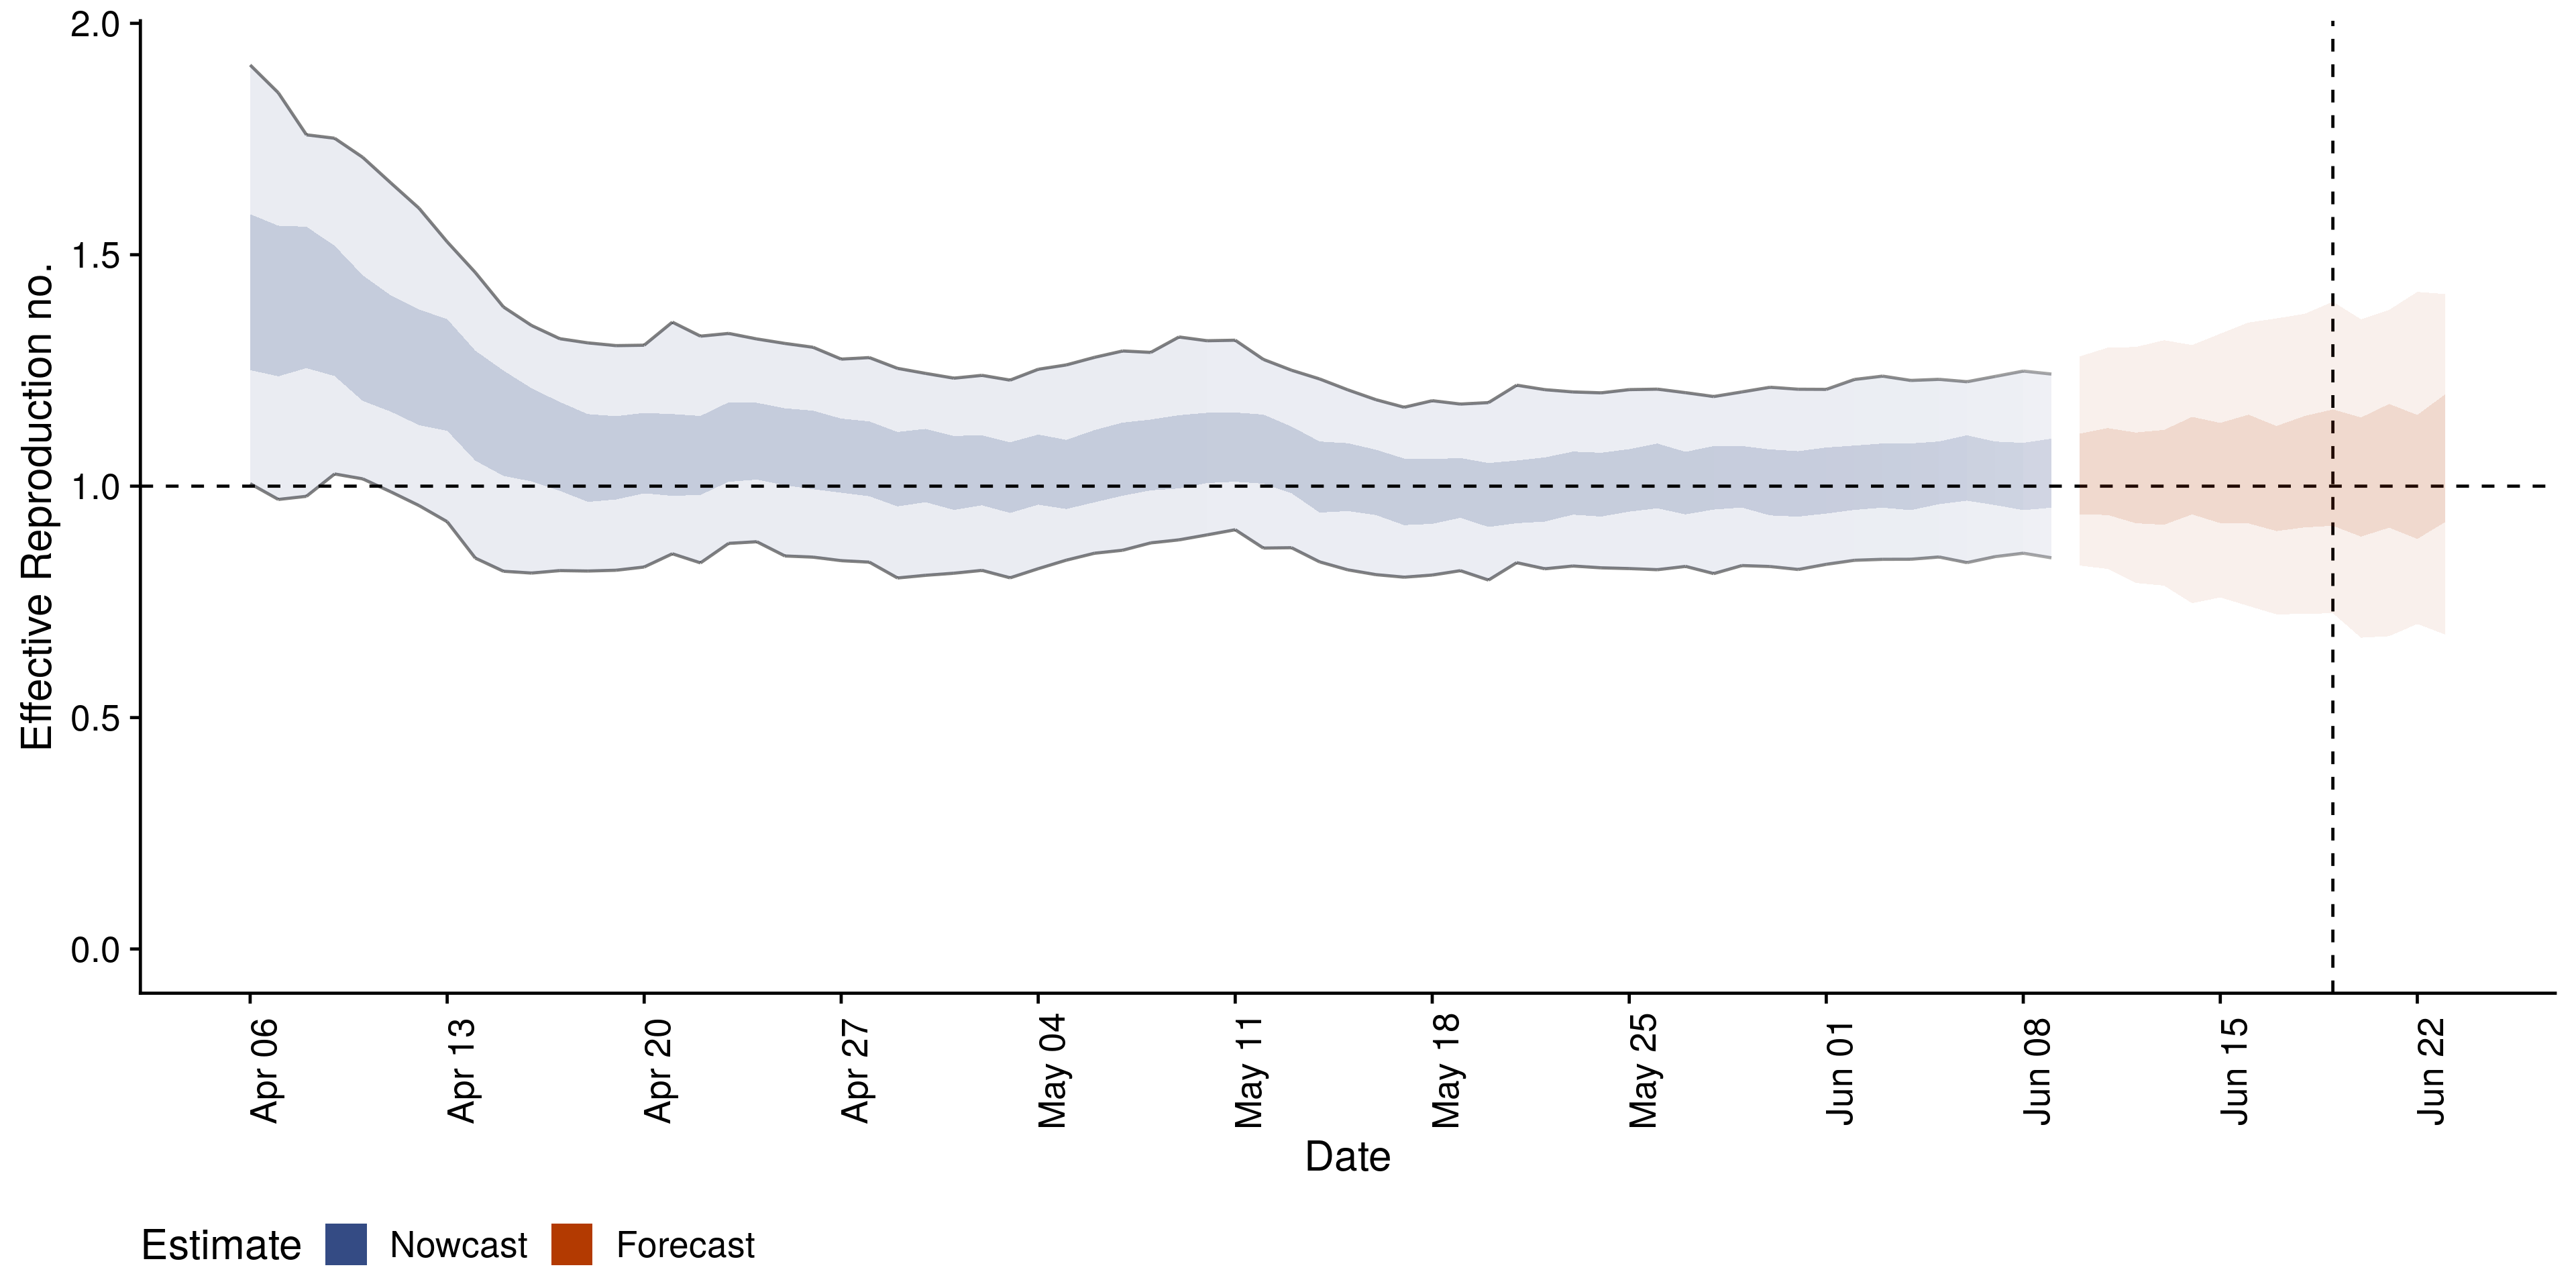 Effective Reproduction no.
2.0
1.5
1.0
0.5
0.0
Apr 06
Apr 13
Apr 20
Apr 27
May 04
May 11
May 18
May 25
Jun 01
Jun 08
Jun 15
Jun 22
Date
Estimate Nowcast Forecast